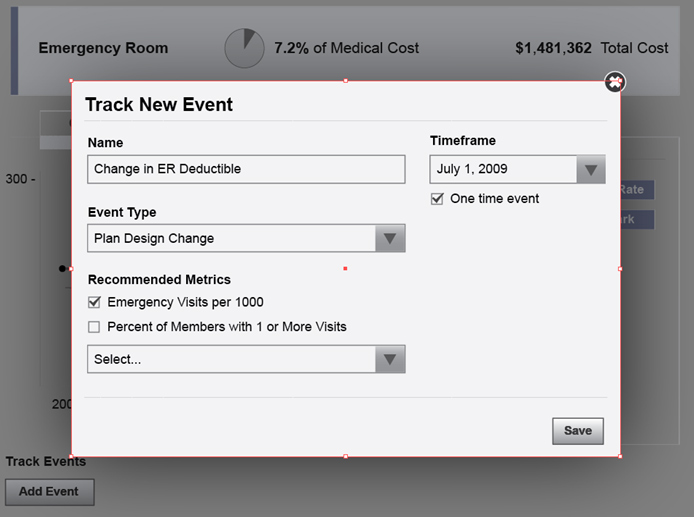 Emergency Room
7.2% of Medical Cost
$1,481,362 Total Cost
Track New Event
Name
Timeframe
Change in ER Deductible
July 1, 2009
300 -
Rate
One time event
Event Type
Plan Design Change
Recommended Metrics
Emergency Visits per 1000
Percent of Members with 1 or More Visits
Select...
200
Save
Track Events
Add Event